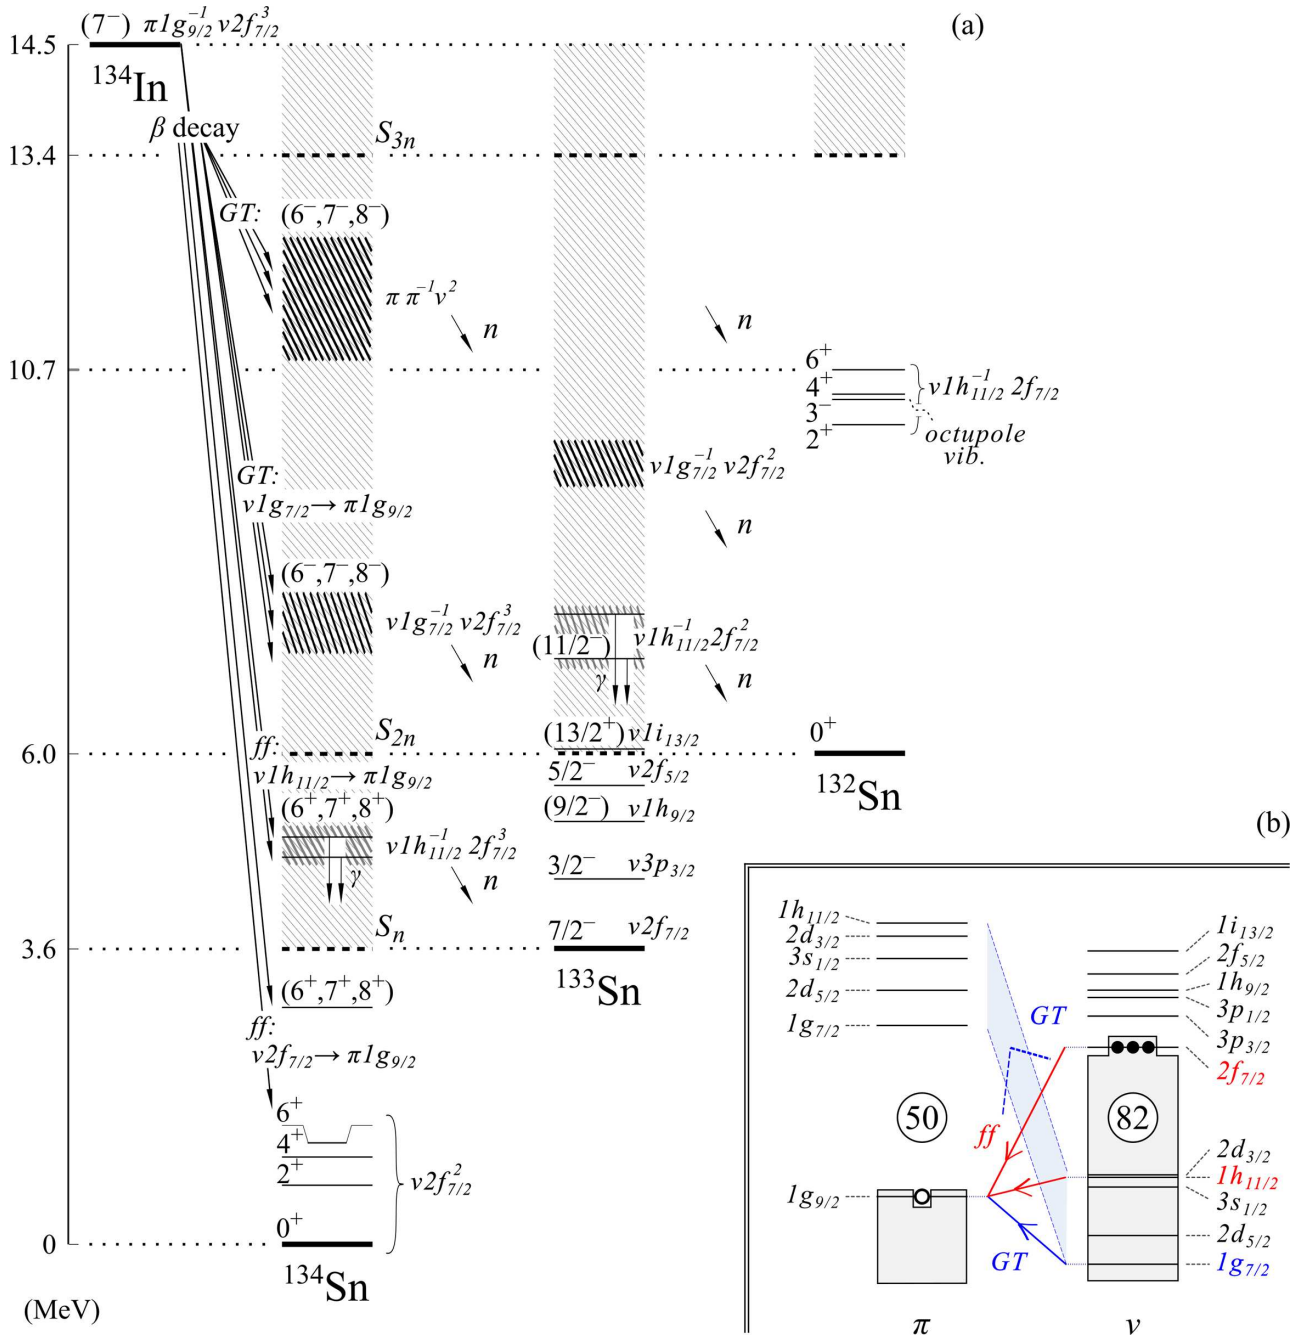 (a)
(7⁻) π1g₉/₂⁻¹ ν2f₇/₂³
14.5
¹³⁴In
β decay
S₃ₙ
13.4
GT: (6⁻,7⁻,8⁻)
π π⁻¹ν²
n
n
10.7
6⁺
4⁺
3⁻
2⁺
ν1h₁₁/₂⁻¹ 2f₇/₂
octupole
vib.
GT:
ν1g₇/₂→ π1g₉/₂
ν1g₇/₂⁻¹ ν2f₇/₂²
n
(6⁻,7⁻,8⁻)
ν1g₇/₂⁻¹ ν2f₇/₂³
n
(11/2⁻)
ν1h₁₁/₂⁻¹2f₇/₂²
γ
n
S₂ₙ
(13/2⁺) ν1i₁₃/₂
0⁺
6.0
ff:
ν1h₁₁/₂→ π1g₉/₂
5/2⁻ ν2f₅/₂
¹³²Sn
(6⁺,7⁺,8⁺)
(9/2⁻) ν1h₉/₂
ν1h₁₁/₂⁻¹ 2f₇/₂³
γ
n
3/2⁻ ν3p₃/₂
Sₙ
7/2⁻ ν2f₇/₂
3.6
¹³³Sn
(6⁺,7⁺,8⁺)
ff:
ν2f₇/₂→ π1g₉/₂
6⁺
4⁺
2⁺
0⁺
ν2f₇/₂²
0
¹³⁴Sn
(MeV)
(b)
1h₁₁/₂
2d₃/₂
3s₁/₂
2d₅/₂
1g₇/₂
50
1g₉/₂
π
GT
ff
GT
1i₁₃/₂
2f₅/₂
1h₉/₂
3p₁/₂
3p₃/₂
2f₇/₂
82
2d₃/₂
1h₁₁/₂
3s₁/₂
2d₅/₂
1g₇/₂
ν